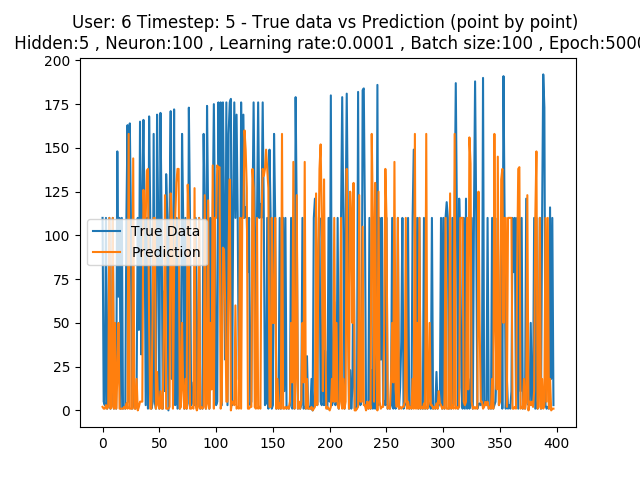 User: 6 Timestep: 5 - True data vs Prediction (point by point)
Hidden:5 , Neuron:100 , Learning rate:0.0001 , Batch size:100 , Epoch:5000
200
175
150
125
100
75
50
25
0
True Data
Prediction
0 50 100 150 200 250 300 350 400